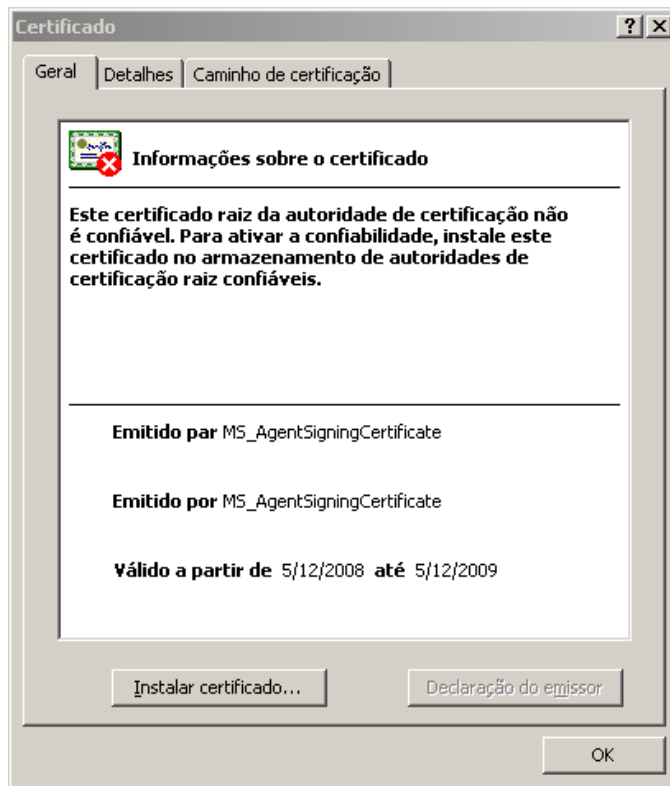 Certificado
Geral
Detalhes
Caminho de certificação
Informações sobre o certificado
Este certificado raiz da autoridade de certificação não
é confiável. Para ativar a confiabilidade, instale este
certificado no armazenamento de autoridades de
certificação raiz confiáveis.
Emitido par MS_AgentSigningCertificate
Emitido por MS_AgentSigningCertificate
Válido a partir de 5/12/2008 até 5/12/2009
Instalar certificado...
Declaração do emissor
OK